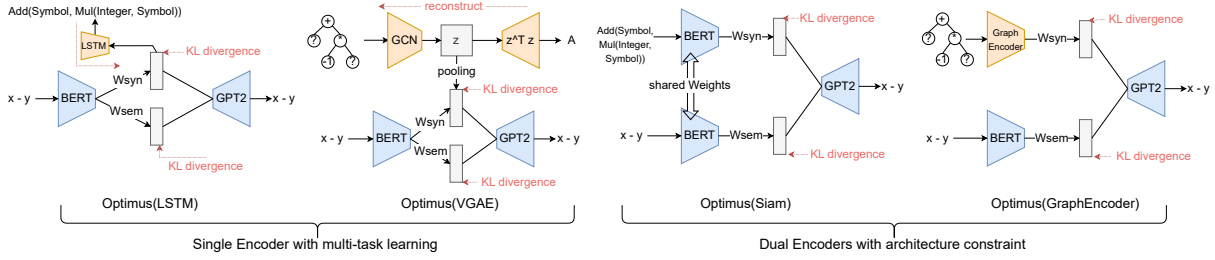 Add(Symbol, Mul(Integer, Symbol))
LSTM
KL divergence
Wsyn
x - y
BERT
GPT2
x - y
Wsem
KL divergence
Optimus(LSTM)
reconstruct
+
?
*
-1
?
GCN
z
z^T z
A
pooling
KL divergence
x - y
Wsyn
BERT
GPT2
x - y
Wsem
KL divergence
Optimus(VGAE)
Single Encoder with multi-task learning
Add(Symbol,
Mul(Integer,
Symbol))
BERT
Wsyn
KL divergence
shared Weights
GPT2
x - y
x - y
BERT
Wsem
KL divergence
Optimus(Siam)
+
?
*
-1
?
Graph
Encoder
Wsyn
KL divergence
GPT2
x - y
x - y
BERT
Wsem
KL divergence
Optimus(GraphEncoder)
Dual Encoders with architecture constraint